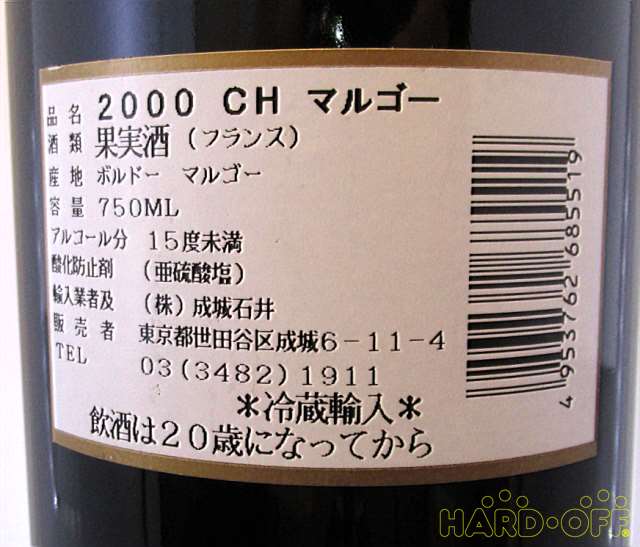 品名 2000 CH マルゴー
酒類 果実酒（フランス）
産地 ボルドー マルゴー
容量 750ML
アルコール分 15度未満
酸化防止剤 （亜硫酸塩）
輸入業者及 （株）成城石井
販売者 東京都世田谷区成城6-11-4
TEL 03(3482)1911
＊冷蔵輸入＊
飲酒は20歳になってから
4 953762 685519
HARD-OFF